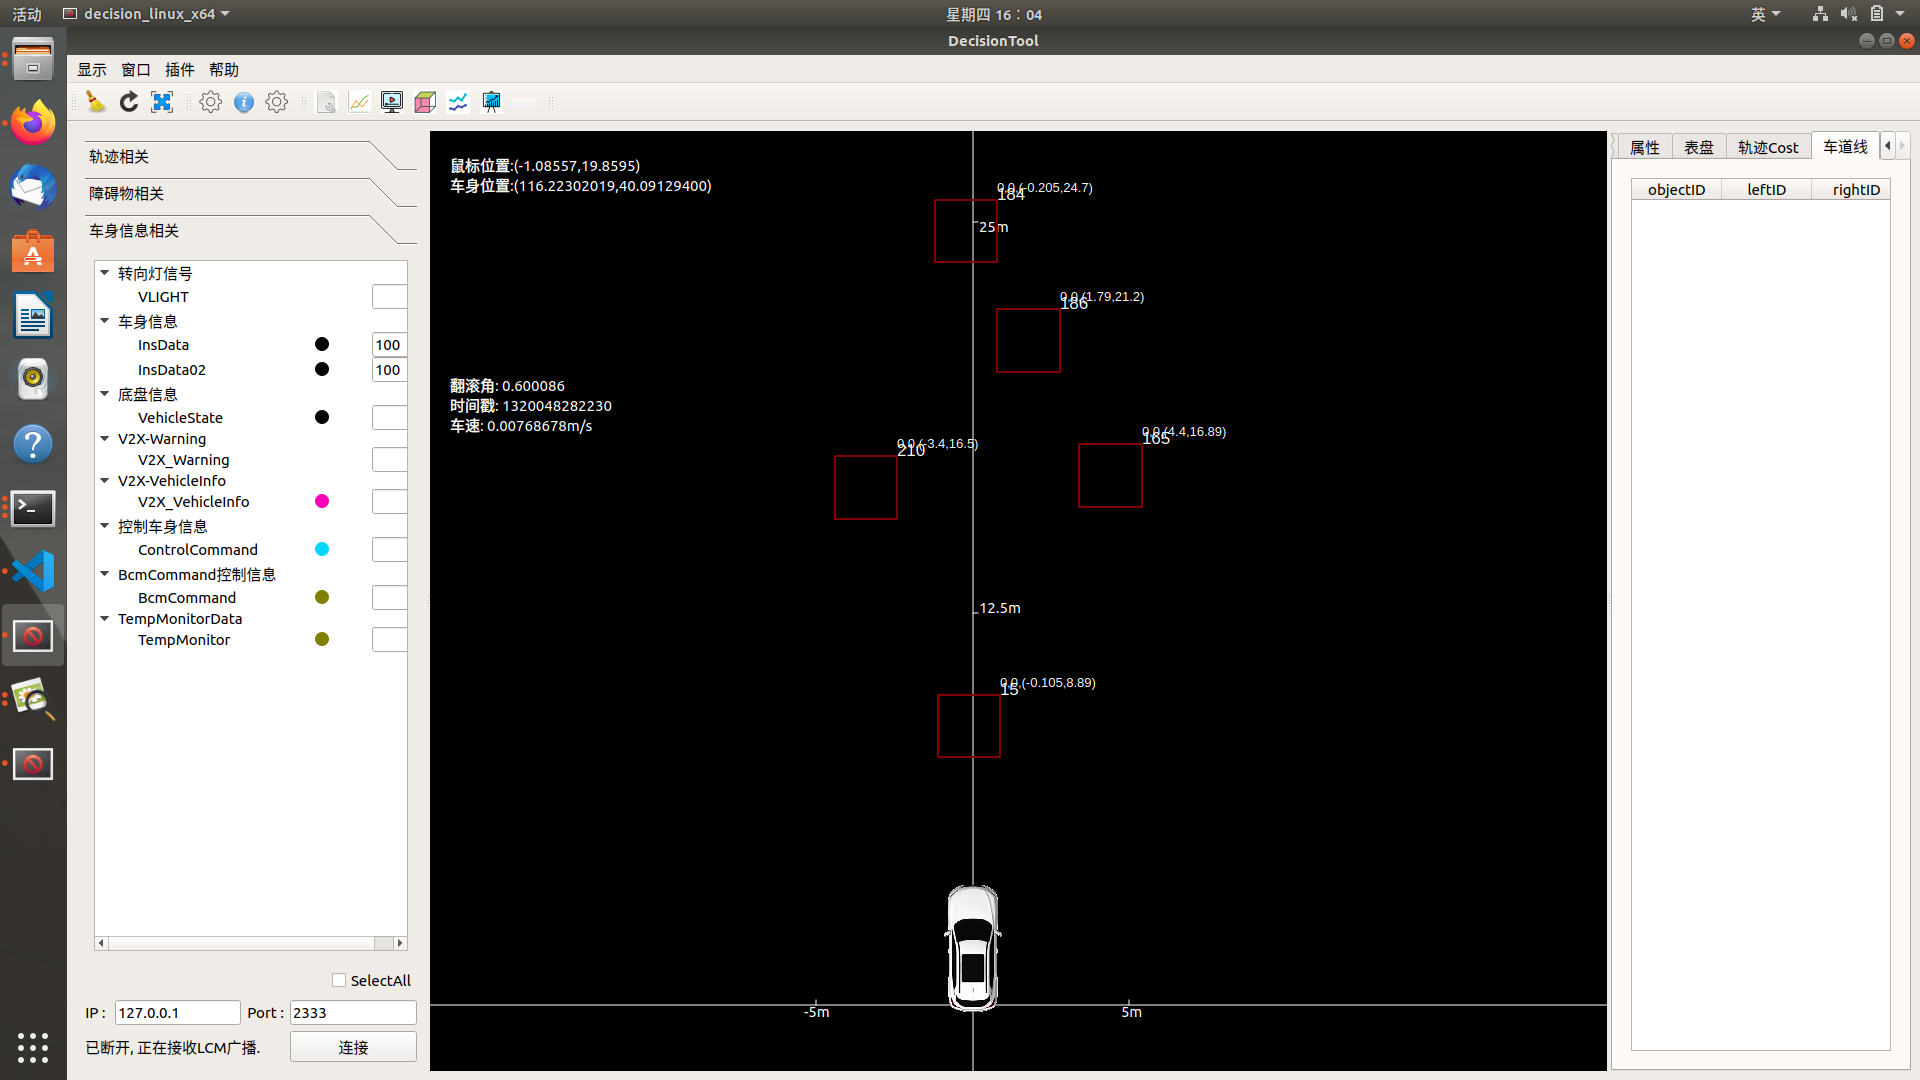 活动 decision_linux_x64 星期四 16：04 英
DecisionTool
显示 窗口 插件 帮助
轨迹相关
障碍物相关
车身信息相关
转向灯信号
VLIGHT
车身信息
InsData 100
InsData02 100
底盘信息
VehicleState
V2X-Warning
V2X_Warning
V2X-VehicleInfo
V2X_VehicleInfo
控制车身信息
ControlCommand
BcmCommand控制信息
BcmCommand
TempMonitorData
TempMonitor
SelectAll
IP : 127.0.0.1 Port : 2333
已断开, 正在接收LCM广播. 连接
鼠标位置:(-1.08557,19.8595)
车身位置:(116.22302019,40.09129400)
翻滚角: 0.600086
时间戳: 1320048282230
车速: 0.00768678m/s
0.0,(-0.205,24.7)
184
25m
0.0,(1.79,21.2)
186
0.0,(4.4,16.89)
165
0.0,(-3.4,16.5)
210
12.5m
0.0,(-0.105,8.89)
15
-5m 5m
属性 表盘 轨迹Cost 车道线
objectID leftID rightID